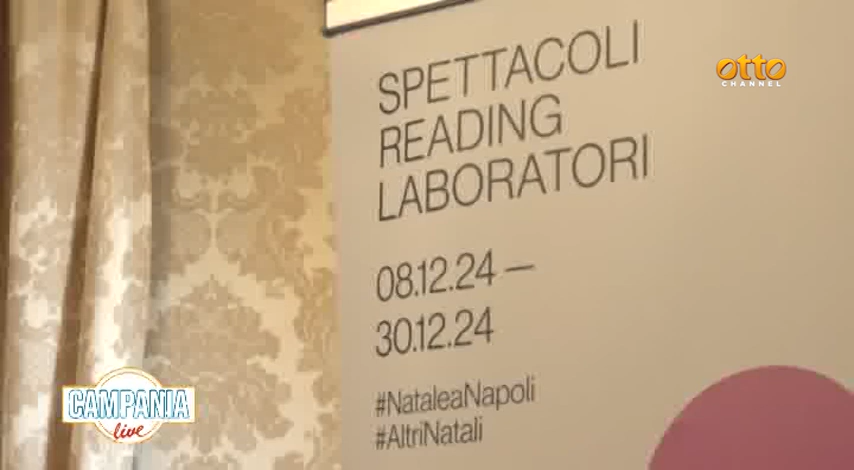 SPETTACOLI
READING
LABORATORI
08.12.24 —
30.12.24
#NataleaNapoli
#AltriNatali
otto
CHANNEL
CAMPANIA
live